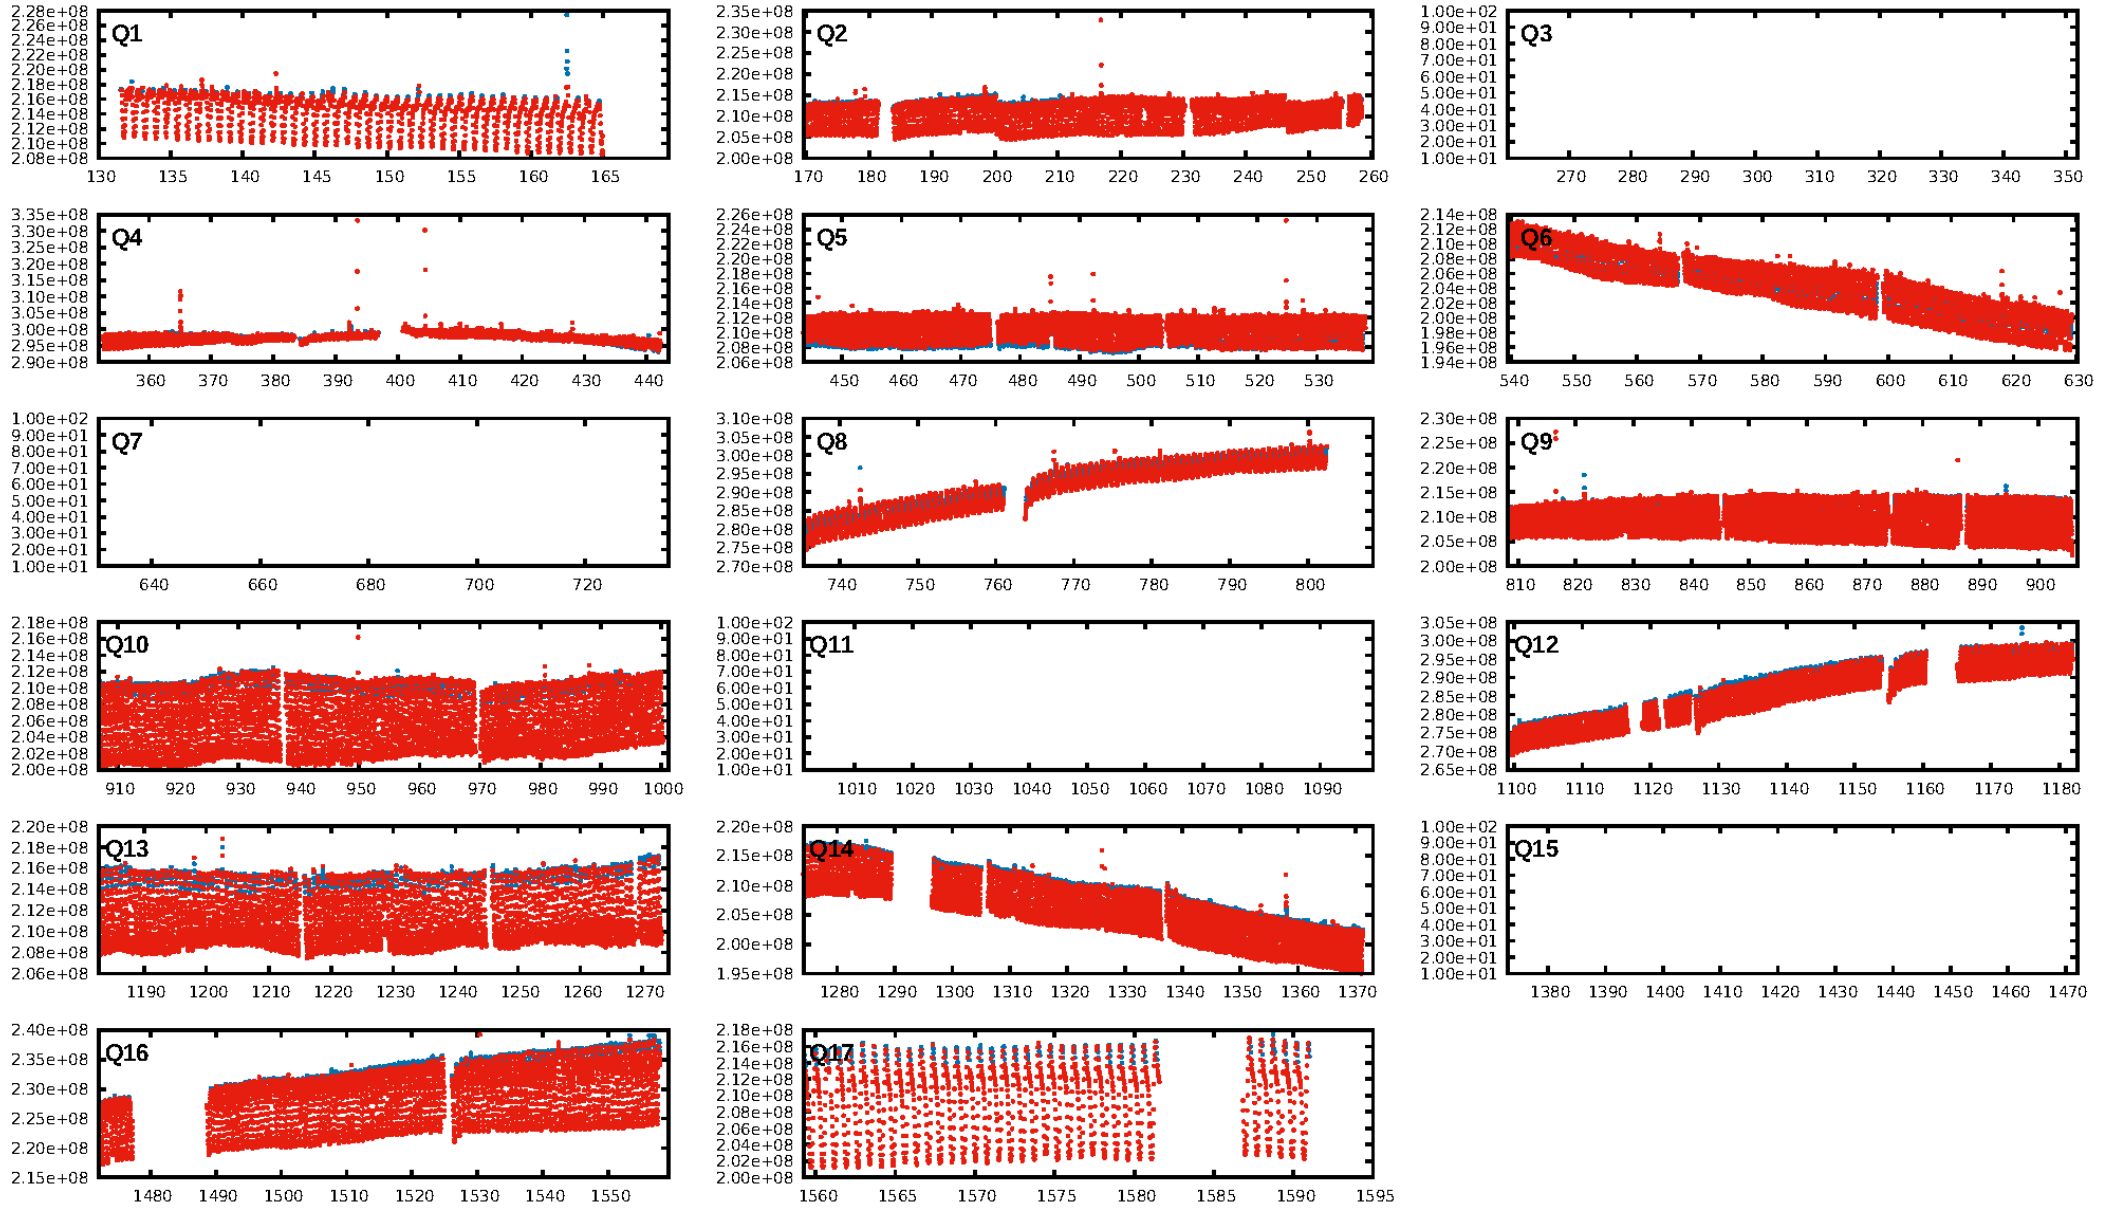 Q1
2.28e+08
2.26e+08
2.24e+08
2.22e+08
2.20e+08
2.18e+08
2.16e+08
2.14e+08
2.12e+08
2.10e+08
2.08e+08
130 135 140 145 150 155 160 165
Q2
2.35e+08
2.30e+08
2.25e+08
2.20e+08
2.15e+08
2.10e+08
2.05e+08
2.00e+08
170 180 190 200 210 220 230 240 250 260
Q3
1.00e+02
9.00e+01
8.00e+01
7.00e+01
6.00e+01
5.00e+01
4.00e+01
3.00e+01
2.00e+01
1.00e+01
270 280 290 300 310 320 330 340 350
Q4
3.35e+08
3.30e+08
3.25e+08
3.20e+08
3.15e+08
3.10e+08
3.05e+08
3.00e+08
2.95e+08
2.90e+08
360 370 380 390 400 410 420 430 440
Q5
2.26e+08
2.24e+08
2.22e+08
2.20e+08
2.18e+08
2.16e+08
2.14e+08
2.12e+08
2.10e+08
2.08e+08
2.06e+08
450 460 470 480 490 500 510 520 530
Q6
2.14e+08
2.12e+08
2.10e+08
2.08e+08
2.06e+08
2.04e+08
2.02e+08
2.00e+08
1.98e+08
1.96e+08
1.94e+08
540 550 560 570 580 590 600 610 620 630
Q7
1.00e+02
9.00e+01
8.00e+01
7.00e+01
6.00e+01
5.00e+01
4.00e+01
3.00e+01
2.00e+01
1.00e+01
640 660 680 700 720
Q8
3.10e+08
3.05e+08
3.00e+08
2.95e+08
2.90e+08
2.85e+08
2.80e+08
2.75e+08
2.70e+08
740 750 760 770 780 790 800
Q9
2.30e+08
2.25e+08
2.20e+08
2.15e+08
2.10e+08
2.05e+08
2.00e+08
810 820 830 840 850 860 870 880 890 900
Q10
2.18e+08
2.16e+08
2.14e+08
2.12e+08
2.10e+08
2.08e+08
2.06e+08
2.04e+08
2.02e+08
2.00e+08
910 920 930 940 950 960 970 980 990 1000
Q11
1.00e+02
9.00e+01
8.00e+01
7.00e+01
6.00e+01
5.00e+01
4.00e+01
3.00e+01
2.00e+01
1.00e+01
1010 1020 1030 1040 1050 1060 1070 1080 1090
Q12
3.05e+08
3.00e+08
2.95e+08
2.90e+08
2.85e+08
2.80e+08
2.75e+08
2.70e+08
2.65e+08
1100 1110 1120 1130 1140 1150 1160 1170 1180
Q13
2.20e+08
2.18e+08
2.16e+08
2.14e+08
2.12e+08
2.10e+08
2.08e+08
2.06e+08
1190 1200 1210 1220 1230 1240 1250 1260 1270
Q14
2.20e+08
2.15e+08
2.10e+08
2.05e+08
2.00e+08
1.95e+08
1280 1290 1300 1310 1320 1330 1340 1350 1360 1370
Q15
1.00e+02
9.00e+01
8.00e+01
7.00e+01
6.00e+01
5.00e+01
4.00e+01
3.00e+01
2.00e+01
1.00e+01
1380 1390 1400 1410 1420 1430 1440 1450 1460 1470
Q16
2.40e+08
2.35e+08
2.30e+08
2.25e+08
2.20e+08
2.15e+08
1480 1490 1500 1510 1520 1530 1540 1550
Q17
2.18e+08
2.16e+08
2.14e+08
2.12e+08
2.10e+08
2.08e+08
2.06e+08
2.04e+08
2.02e+08
2.00e+08
1560 1565 1570 1575 1580 1585 1590 1595